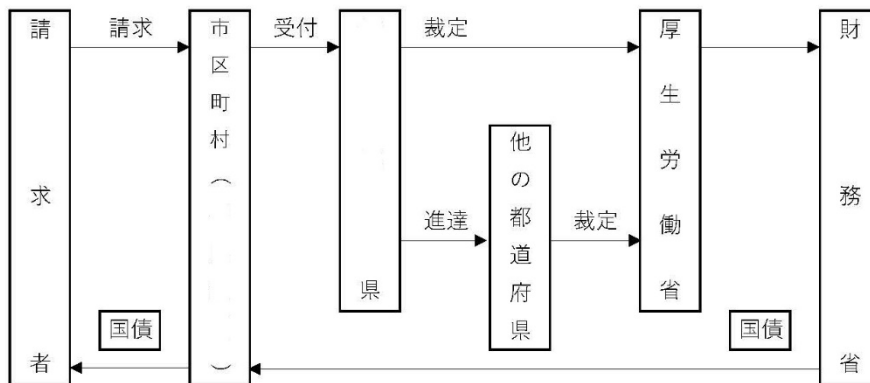 請求者
請求
市区町村（　　　）
受付
県
裁定
進達
他の都道府県
裁定
厚生労働省
財務省
国債
国債